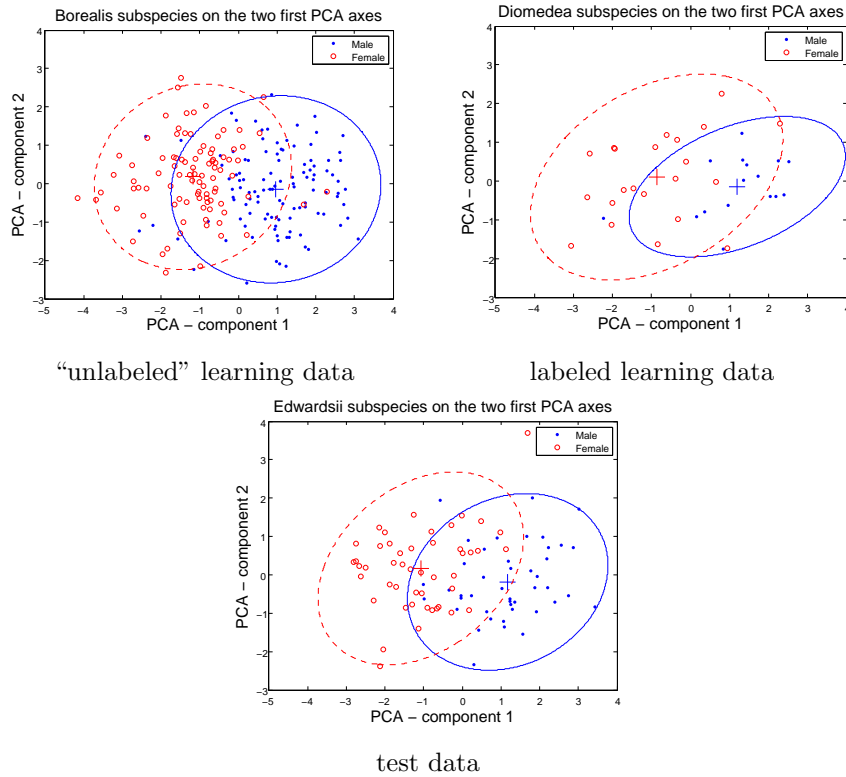 Borealis subspecies on the two first PCA axes
4
3
2
1
0
−1
−2
−3
PCA − component 2
Male
Female
−5 −4 −3 −2 −1 0 1 2 3 4
PCA − component 1
“unlabeled” learning data
Diomedea subspecies on the two first PCA axes
4
3
2
1
0
−1
−2
−3
PCA − component 2
Male
Female
−5 −4 −3 −2 −1 0 1 2 3 4
PCA − component 1
labeled learning data
Edwardsii subspecies on the two first PCA axes
4
3
2
1
0
−1
−2
−3
PCA − component 2
Male
Female
−5 −4 −3 −2 −1 0 1 2 3 4
PCA − component 1
test data